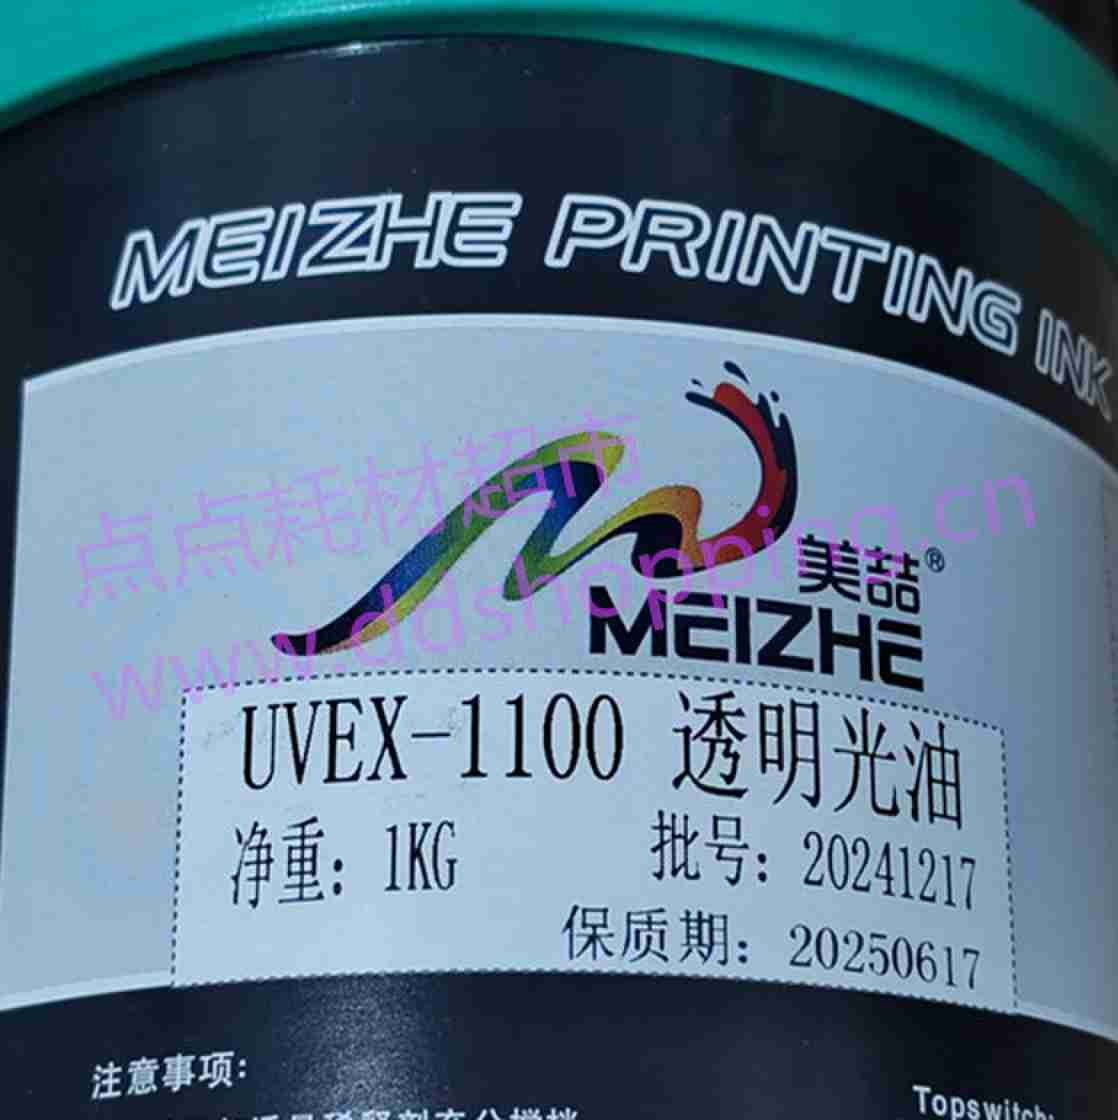 MEIZHE PRINTING INK
点点耗材超市
www.ddshopping.cn
美喆®
MEIZHE
UVEX-1100 透明光油
净重：1KG 批号：20241217
保质期：20250617
注意事项：
Topswitch